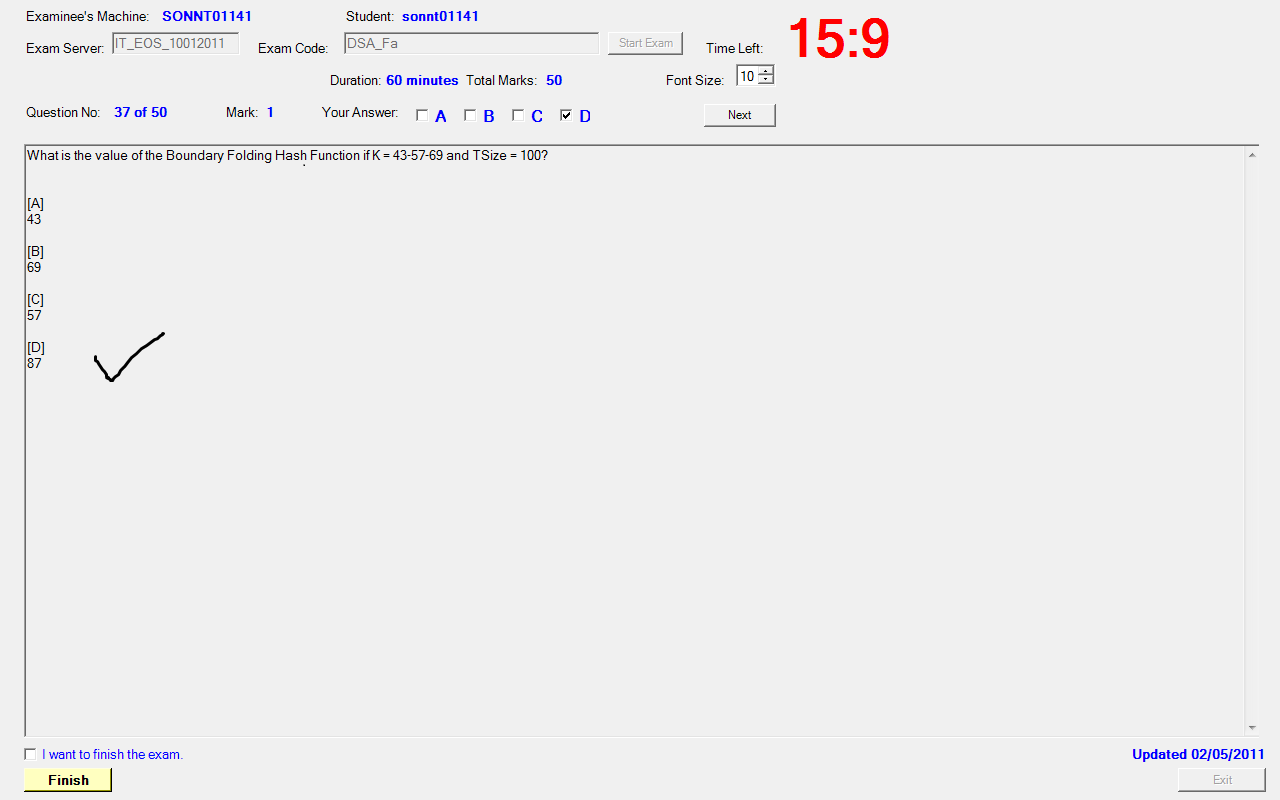 Examinee's Machine: SONNT01141 Student: sonnt01141
Exam Server: IT_EOS_10012011 Exam Code: DSA_Fa Start Exam Time Left: 15:9
Duration: 60 minutes Total Marks: 50 Font Size: 10
Question No: 37 of 50 Mark: 1 Your Answer: A B C D Next
What is the value of the Boundary Folding Hash Function if K = 43-57-69 and TSize = 100?
[A]
43
[B]
69
[C]
57
[D]
87
I want to finish the exam. Updated 02/05/2011
Finish Exit